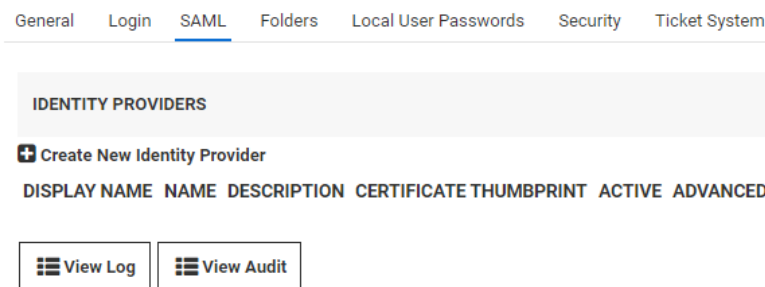 General Login SAML Folders Local User Passwords Security Ticket System
IDENTITY PROVIDERS
Create New Identity Provider
DISPLAY NAME NAME DESCRIPTION CERTIFICATE THUMBPRINT ACTIVE ADVANCED
View Log View Audit